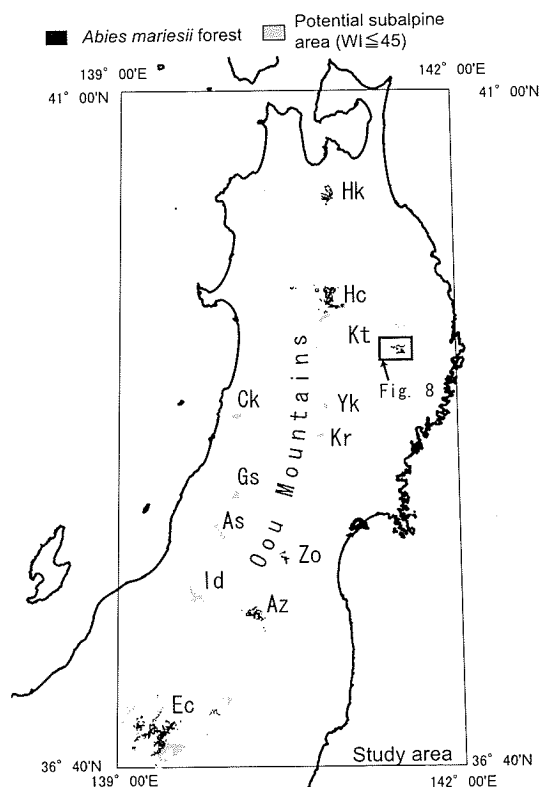 Abies mariesii forest
Potential subalpine
area (WI≦45)
139° 00'E
142° 00'E
41° 00'N
41° 00'N
Hk
Hc
Kt
Fig. 8
Ck
Yk
Kr
Oou Mountains
Gs
As
Zo
Id
Az
Ec
Study area
36° 40'N
36° 40'N
139° 00'E
142° 00'E